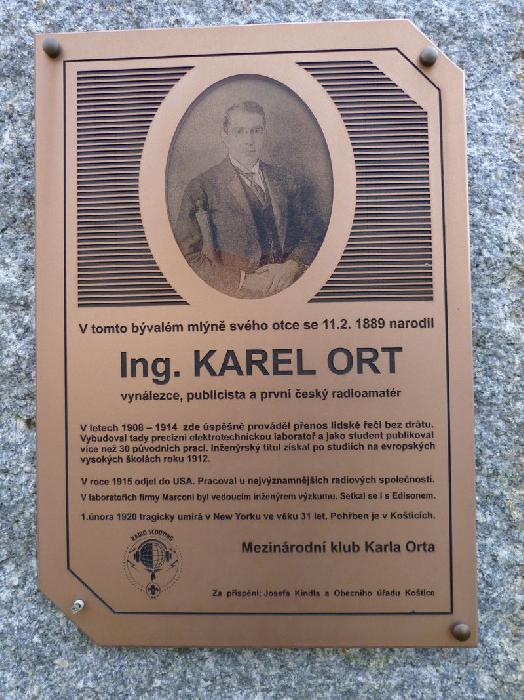 V tomto bývalém mlýně svého otce se 11.2. 1889 narodil
Ing. KAREL ORT
vynálezce, publicista a první český radioamatér
V letech 1908 – 1914 zde úspěšně prováděl přenos lidské řeči bez drátu.
Vybudoval tady precizní elektrotechnickou laboratoř a jako student publikoval
více než 30 původních prací. Inženýrský titul získal po studiích na evropských
vysokých školách roku 1912.
V roce 1915 odjel do USA. Pracoval u nejvýznamnějších radiových společností.
V laboratořích firmy Marconi byl vedoucím inženýrem výzkumu. Setkal se i s Edisonem.
1.února 1920 tragicky umírá v New Yorku ve věku 31 let. Pohřben je v Košticích.
RADIO SCOUTING
Mezinárodní klub Karla Orta
Za přispění: Josefa Kindla a Obecního úřadu Koštice